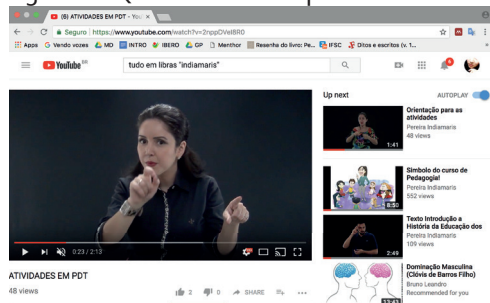 (6) ATIVIDADES EM PDT - You
Seguro https://www.youtube.com/watch?v=2nppDVeI8R0
Apps G Vendo vozes MD INTRO IBERO GP Menthor Resenha do livro: Pe... IFSC Ditos e escritos (v. 1...
YouTube BR
tudo em libras "indiamaris"
Up next AUTOPLAY
Orientação para as
atividades
Pereira Indiamaris
48 views
1:41
Símbolo do curso de
Pedagogia!
Pereira Indiamaris
552 views
8:50
Texto Introdução a
História da Educação dos
Pereira Indiamaris
109 views
2:49
0:23 / 2:13
ATIVIDADES EM PDT
48 views
2 0 SHARE
Dominação Masculina
(Clóvis de Barros Filho)
Bruno Leandro
Recommended for you